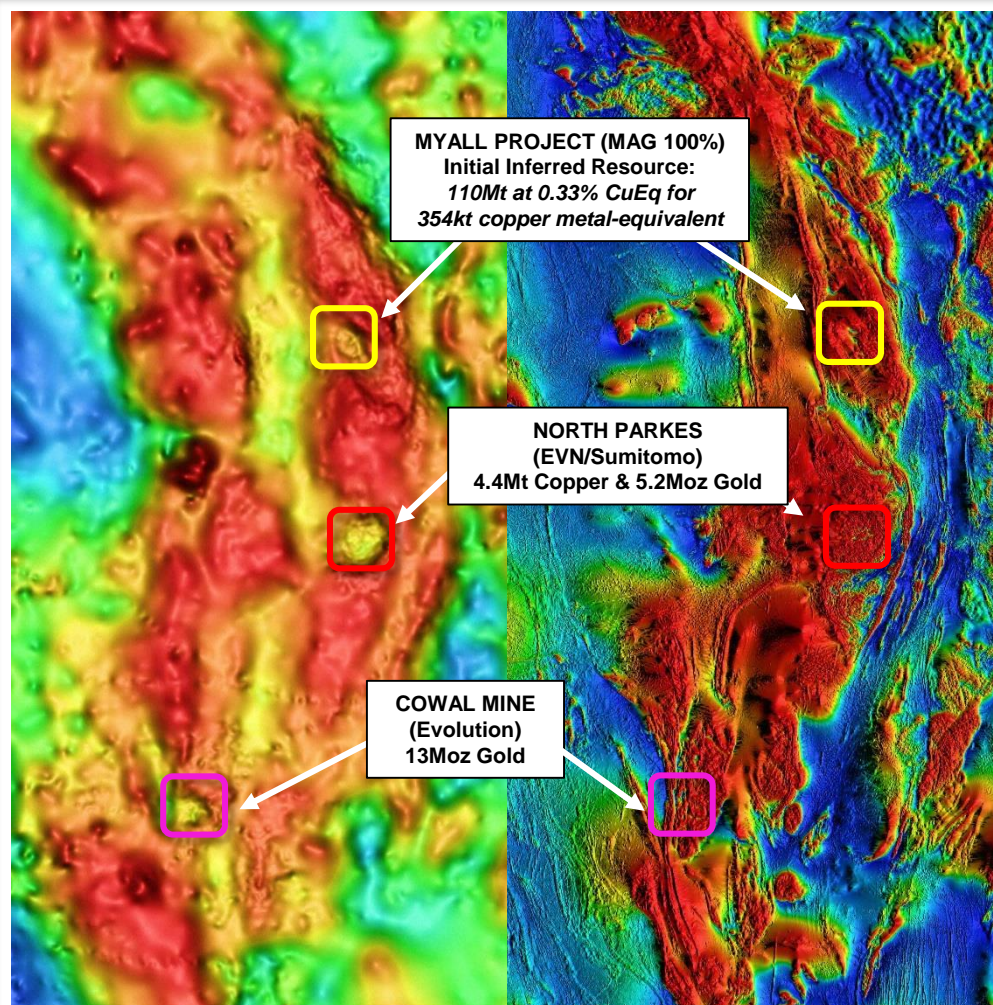 MYALL PROJECT (MAG 100%)
Initial Inferred Resource:
110Mt at 0.33% CuEq for
354kt copper metal-equivalent
NORTH PARKES
(EVN/Sumitomo)
4.4Mt Copper & 5.2Moz Gold
COWAL MINE
(Evolution)
13Moz Gold